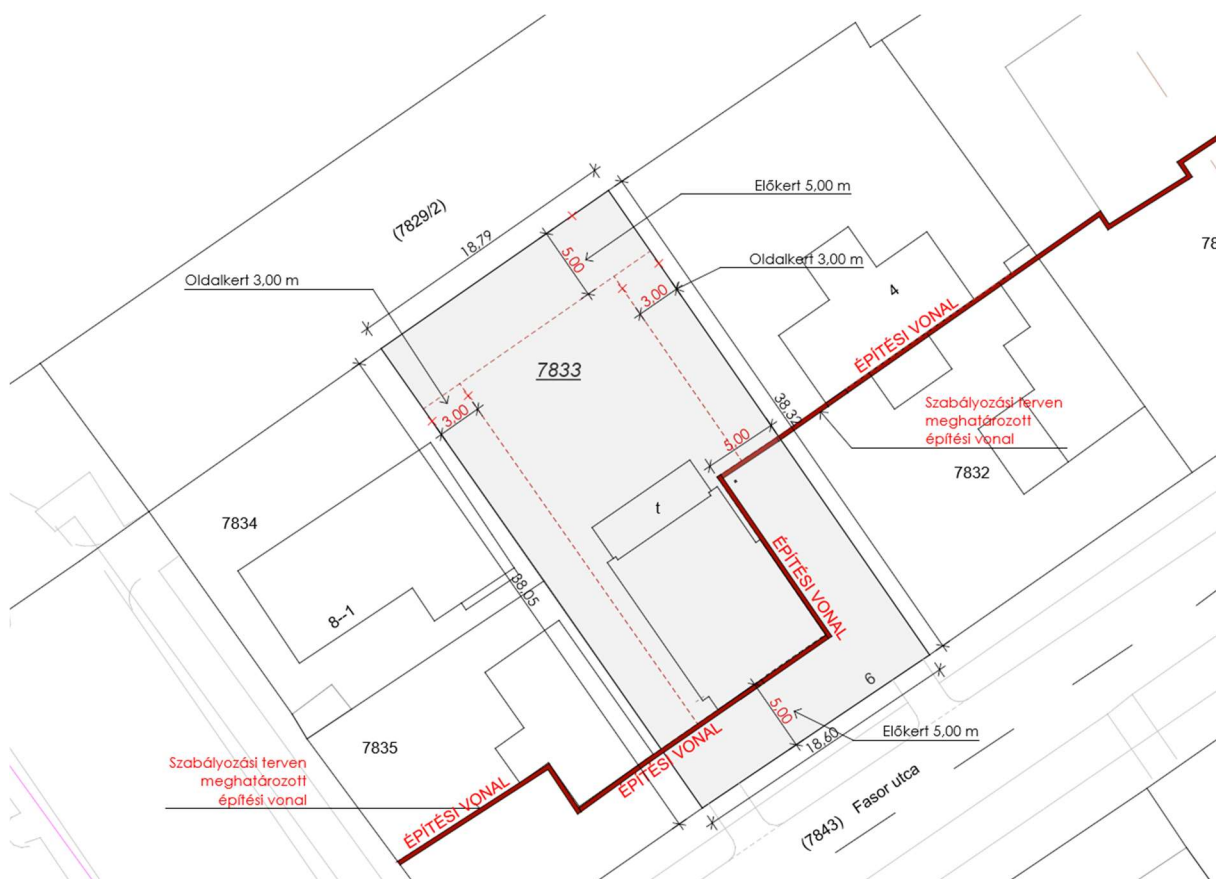 Előkert 5,00 m
(7829/2)
18,79
5,00
Oldalkert 3,00 m
Oldalkert 3,00 m
3,00
4
ÉPÍTÉSI VONAL
7833
3,00
38,32
Szabályozási terven
meghatározott
építési vonal
5,00
7832
78
t
7834
ÉPÍTÉSI VONAL
38,05
8--1
6
5,00
Előkert 5,00 m
18,60
7835
ÉPÍTÉSI VONAL
Szabályozási terven
meghatározott
építési vonal
ÉPÍTÉSI VONAL
(7843) Fasor utca